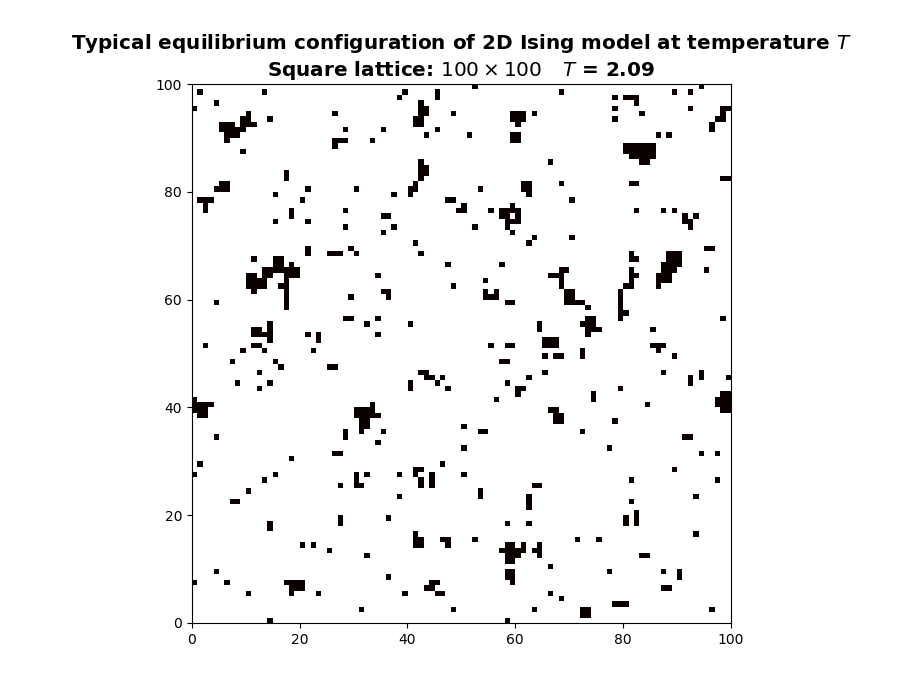 Typical equilibrium configuration of 2D Ising model at temperature T
Square lattice: 100 × 100 T = 2.09
100
80
60
40
20
0
0 20 40 60 80 100